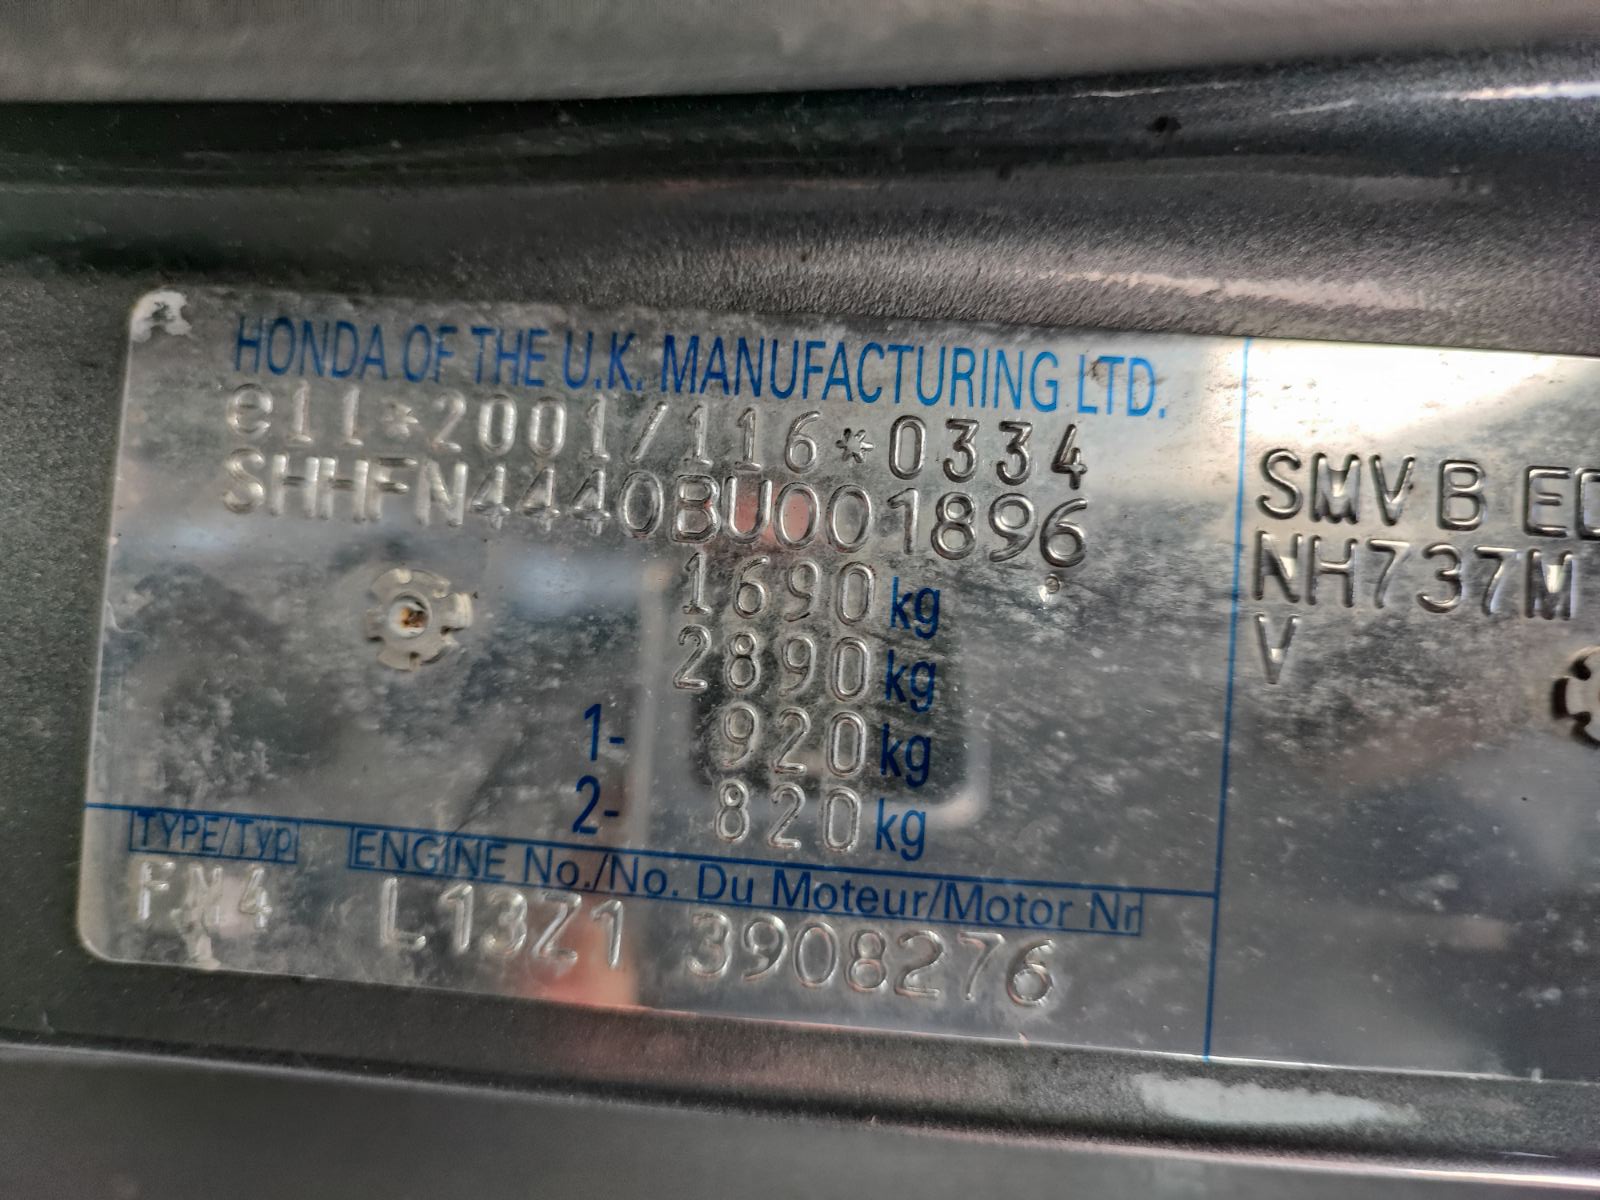 HONDA OF THE U.K. MANUFACTURING LTD.
e11*2001/116*0334
SHHFN4440BU001896
1690 kg
2890 kg
1- 920 kg
2- 820 kg
TYPE/Typ ENGINE No./No. Du Moteur/Motor Nr
FN4 L13Z1 3908276
SMV B
NH737M
V